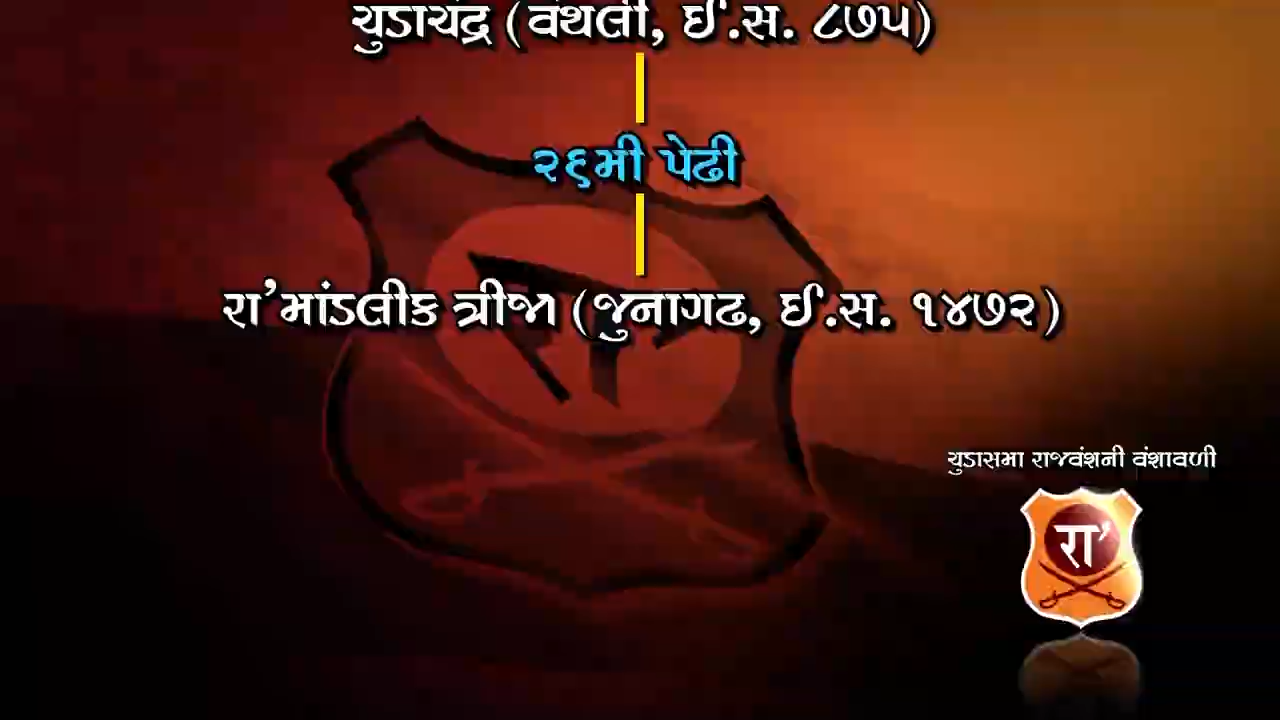 ચુડાચંદ્ર (વંથલી, ઈ.સ. ૮૭૫)
૨૬મી પેઢી
રા’માંડલીક ત્રીજા (જુનાગઢ, ઈ.સ. ૧૪૭૨)
ચુડાસમા રાજવંશની વંશાવળી
રા’